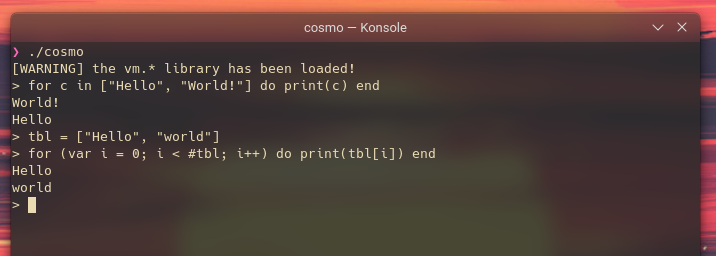 cosmo — Konsole
❯ ./cosmo
[WARNING] the vm.* library has been loaded!
> for c in ["Hello", "World!"] do print(c) end
World!
Hello
> tbl = ["Hello", "world"]
> for (var i = 0; i < #tbl; i++) do print(tbl[i]) end
Hello
world
>